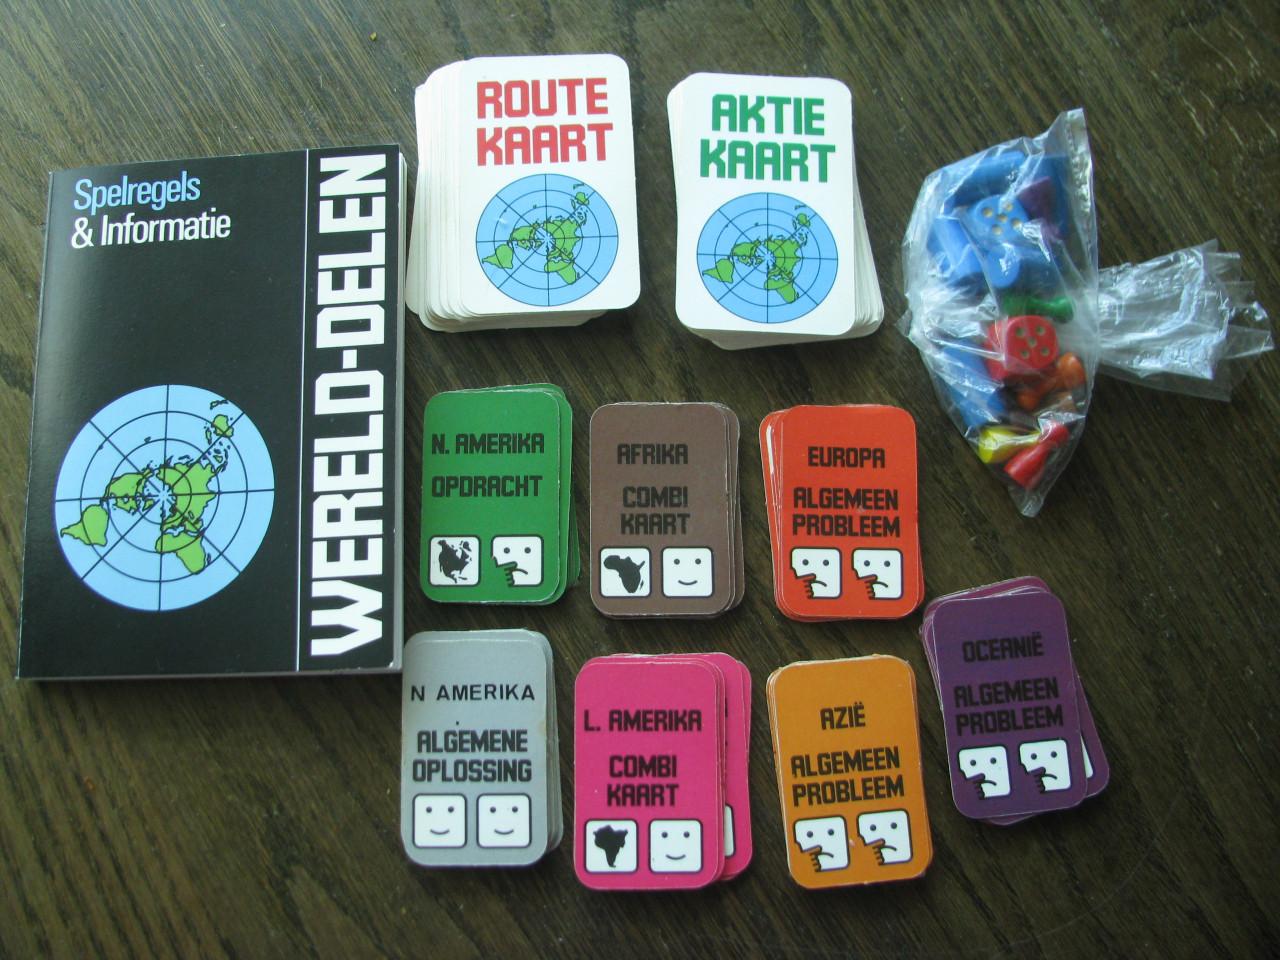 Spelregels
& Informatie
WERELD-DELEN
ROUTE
KAART
AKTIE
KAART
N. AMERIKA
OPDRACHT
AFRIKA
COMBI
KAART
EUROPA
ALGEMEEN
PROBLEEM
N AMERIKA
ALGEMENE
OPLOSSING
L. AMERIKA
COMBI
KAART
AZIË
ALGEMEEN
PROBLEEM
OCEANIË
ALGEMEEN
PROBLEEM